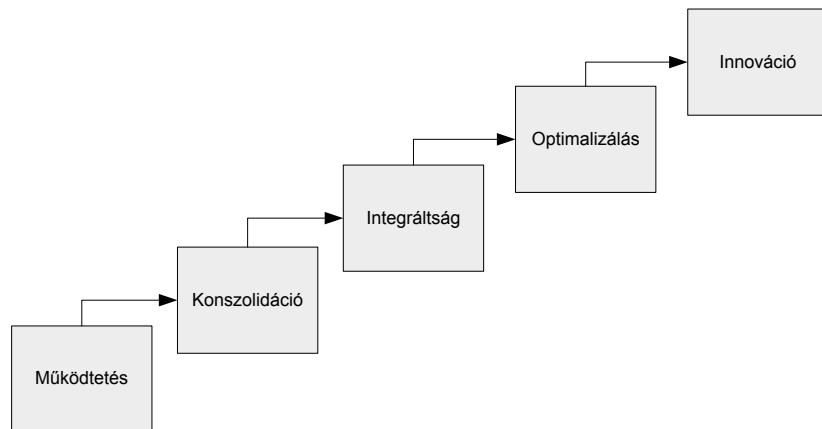 Innováció
Optimalizálás
Integráltság
Konszolidáció
Működtetés